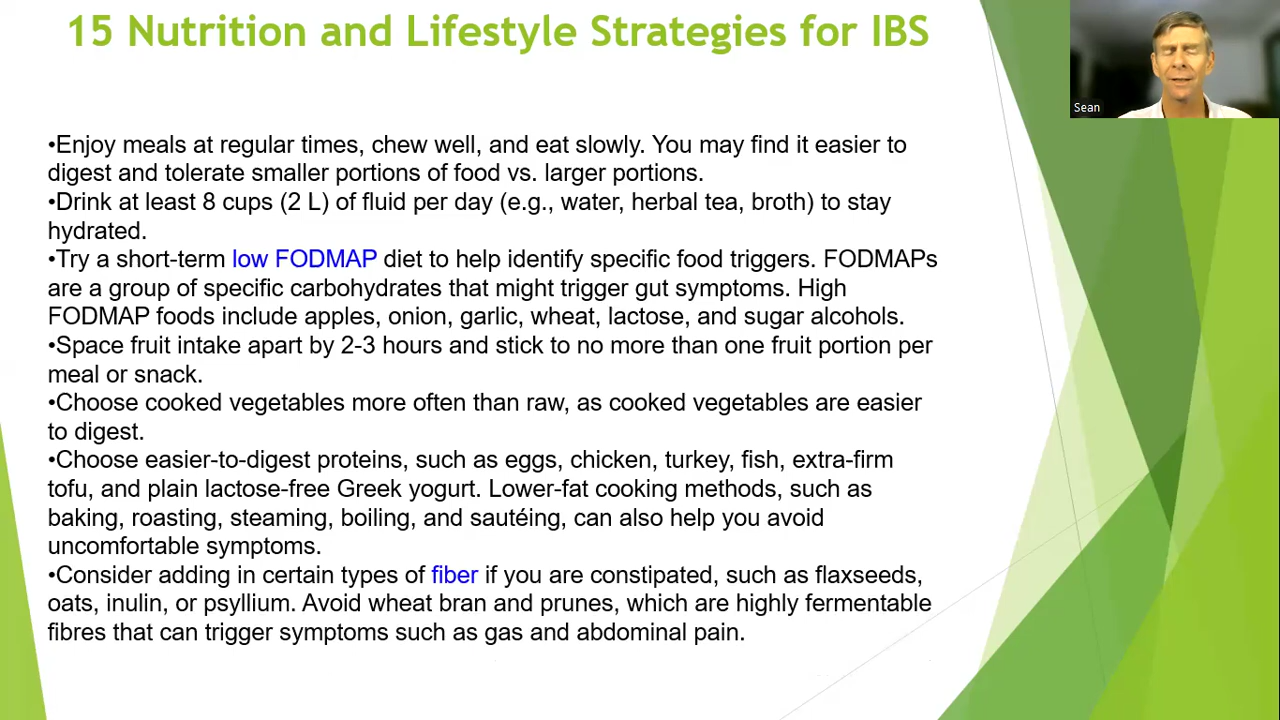 15 Nutrition and Lifestyle Strategies for IBS
Sean
•Enjoy meals at regular times, chew well, and eat slowly. You may find it easier to
digest and tolerate smaller portions of food vs. larger portions.
•Drink at least 8 cups (2 L) of fluid per day (e.g., water, herbal tea, broth) to stay
hydrated.
•Try a short-term low FODMAP diet to help identify specific food triggers. FODMAPs
are a group of specific carbohydrates that might trigger gut symptoms. High
FODMAP foods include apples, onion, garlic, wheat, lactose, and sugar alcohols.
•Space fruit intake apart by 2-3 hours and stick to no more than one fruit portion per
meal or snack.
•Choose cooked vegetables more often than raw, as cooked vegetables are easier
to digest.
•Choose easier-to-digest proteins, such as eggs, chicken, turkey, fish, extra-firm
tofu, and plain lactose-free Greek yogurt. Lower-fat cooking methods, such as
baking, roasting, steaming, boiling, and sautéing, can also help you avoid
uncomfortable symptoms.
•Consider adding in certain types of fiber if you are constipated, such as flaxseeds,
oats, inulin, or psyllium. Avoid wheat bran and prunes, which are highly fermentable
fibres that can trigger symptoms such as gas and abdominal pain.